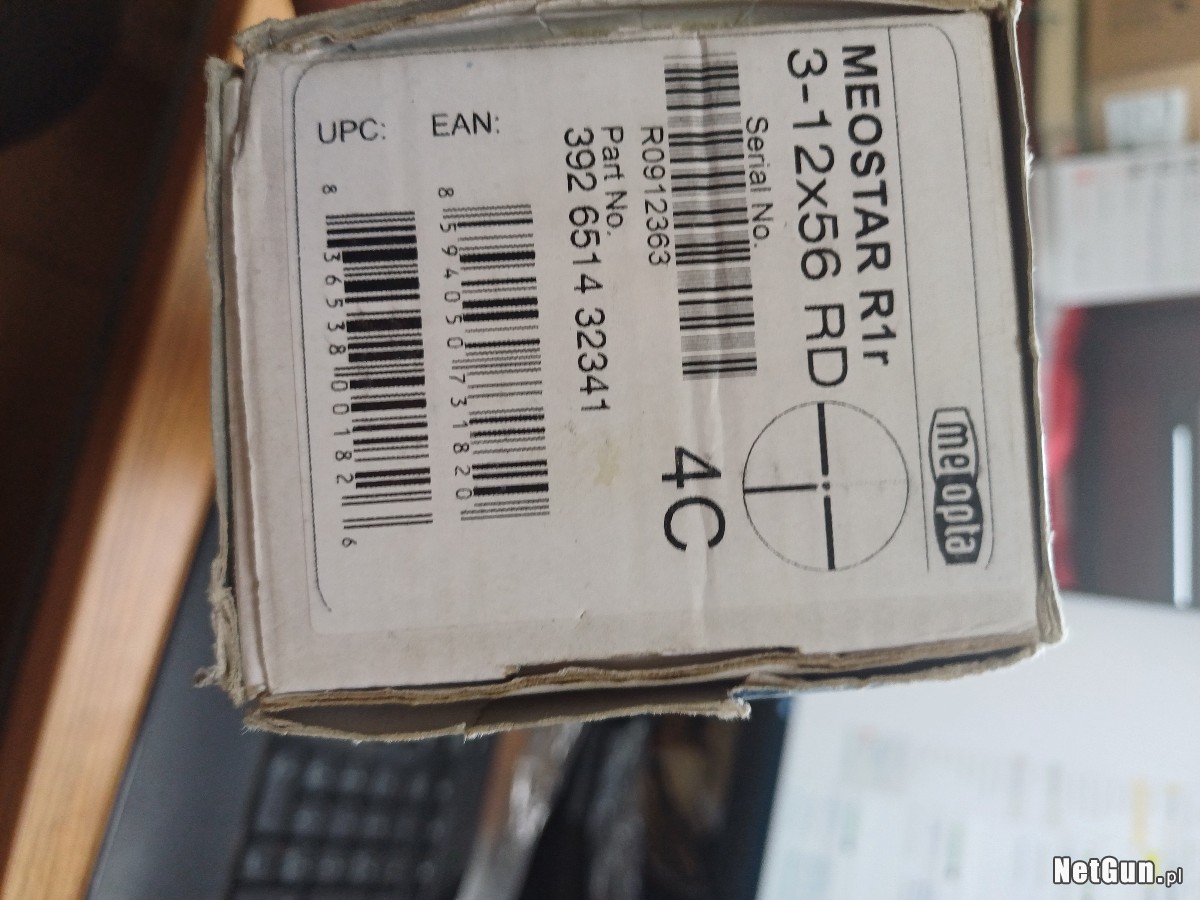 meopta
MEOSTAR R1r
3-12x56 RD
Serial No.
R0912363
4C
Part No.
392 6514 32341
EAN:
8 594050 731820
UPC:
8 36538 00182 6
NetGun.pl